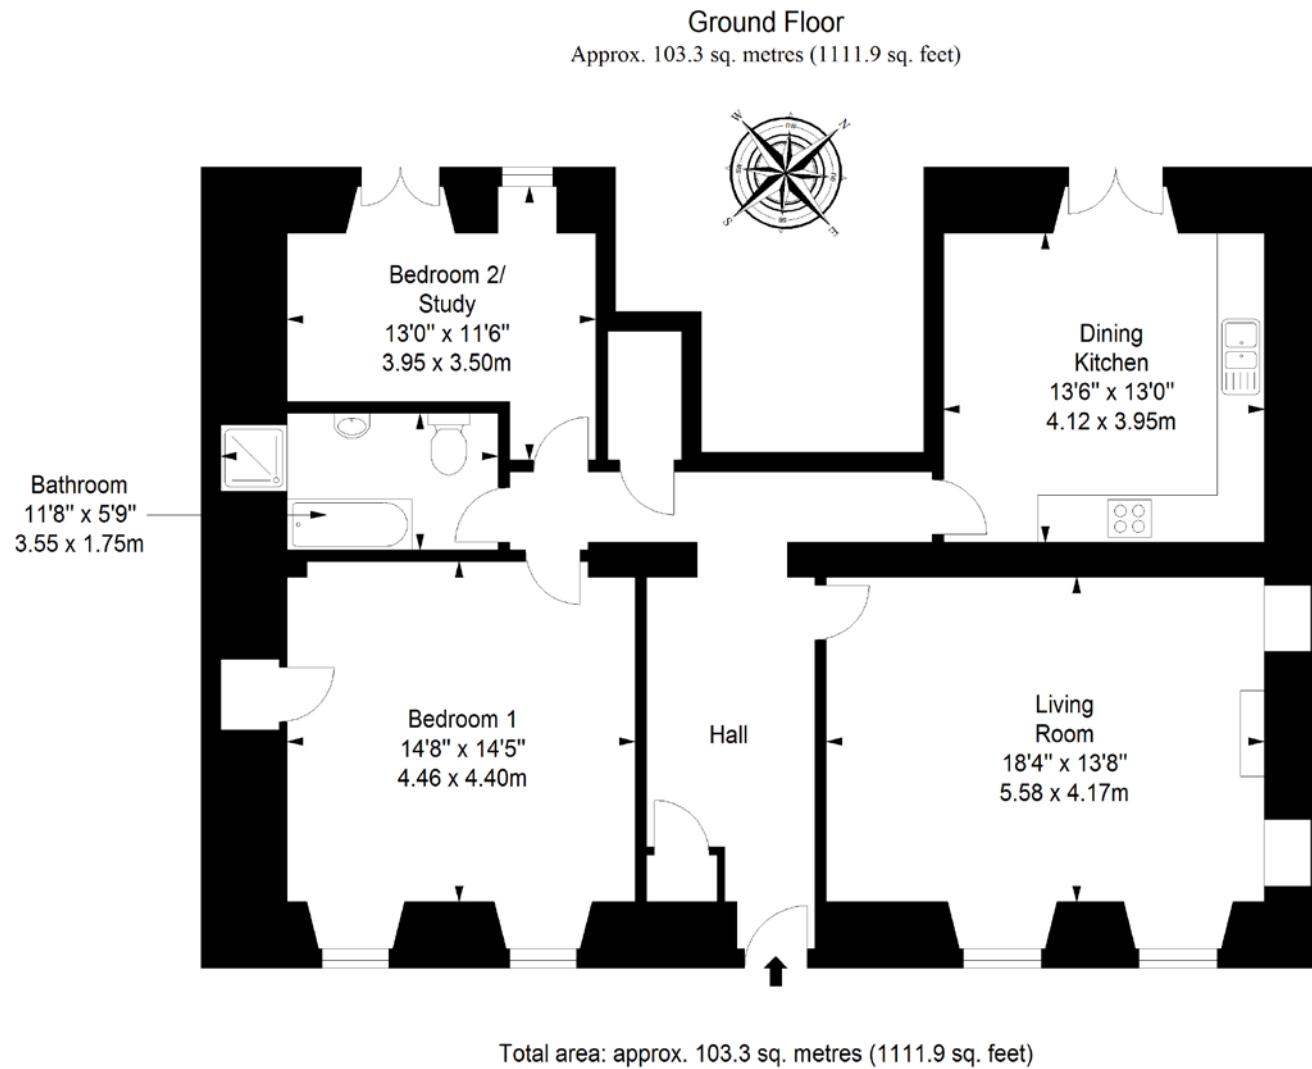 Ground Floor
Approx. 103.3 sq. metres (1111.9 sq. feet)
W
N
S
E
Bedroom 2/
Study
13'0" x 11'6"
3.95 x 3.50m
Dining
Kitchen
13'6" x 13'0"
4.12 x 3.95m
Bathroom
11'8" x 5'9"
3.55 x 1.75m
Bedroom 1
14'8" x 14'5"
4.46 x 4.40m
Hall
Living
Room
18'4" x 13'8"
5.58 x 4.17m
Total area: approx. 103.3 sq. metres (1111.9 sq. feet)